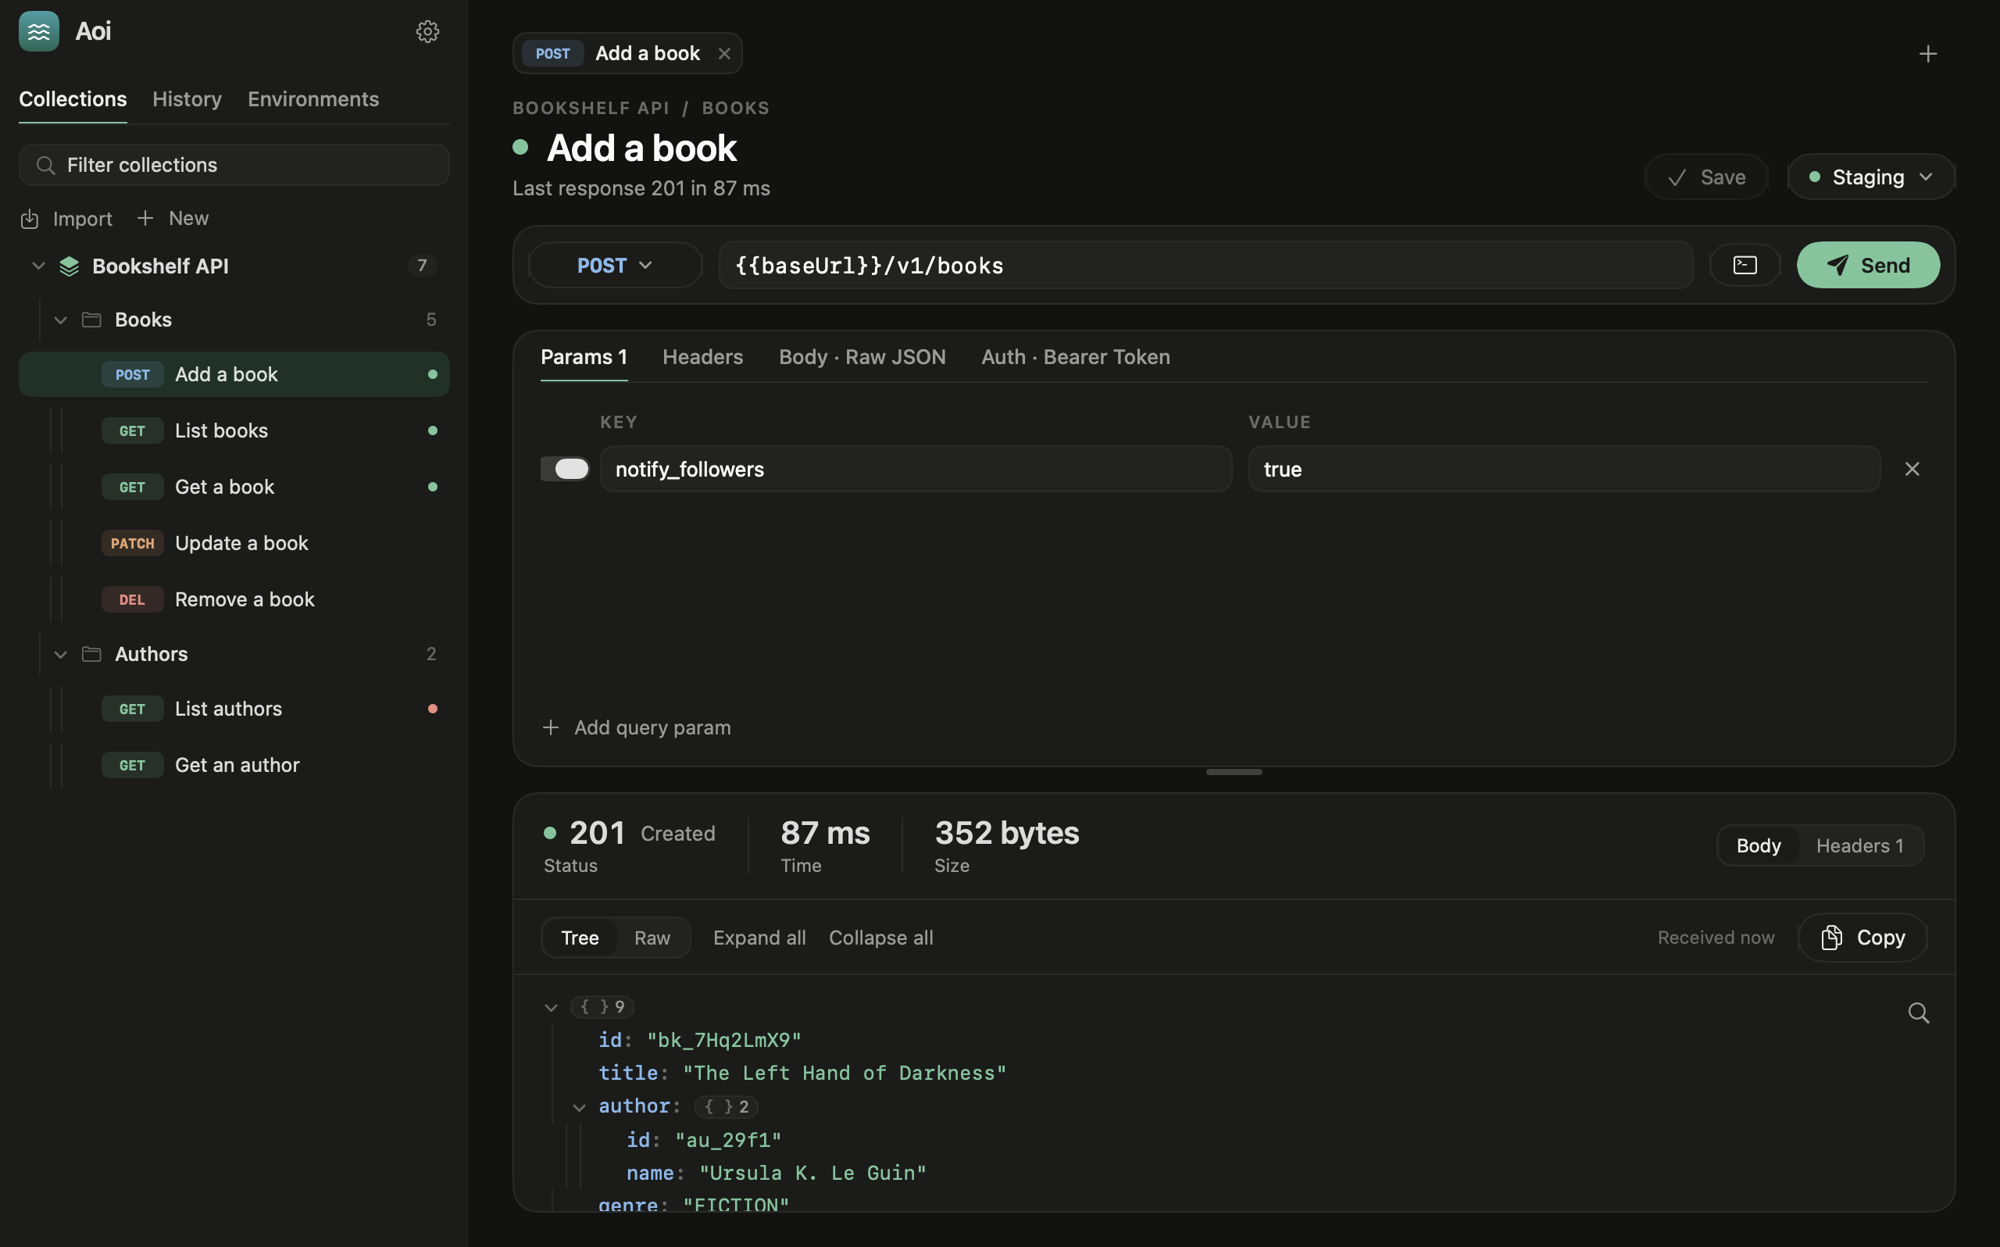 Aoi
Collections History Environments
Filter collections
Import New
Bookshelf API 7
Books 5
POST Add a book
GET List books
GET Get a book
PATCH Update a book
DEL Remove a book
Authors 2
GET List authors
GET Get an author
POST Add a book
BOOKSHELF API / BOOKS
Add a book
Last response 201 in 87 ms
Save Staging
POST {{baseUrl}}/v1/books Send
Params 1 Headers Body · Raw JSON Auth · Bearer Token
KEY VALUE
notify_followers true
Add query param
201 Created 87 ms 352 bytes
Status Time Size
Body Headers 1
Tree Raw Expand all Collapse all Received now Copy
{ } 9
id: "bk_7Hq2LmX9"
title: "The Left Hand of Darkness"
author: { } 2
id: "au_29f1"
name: "Ursula K. Le Guin"
genre: "FICTION"